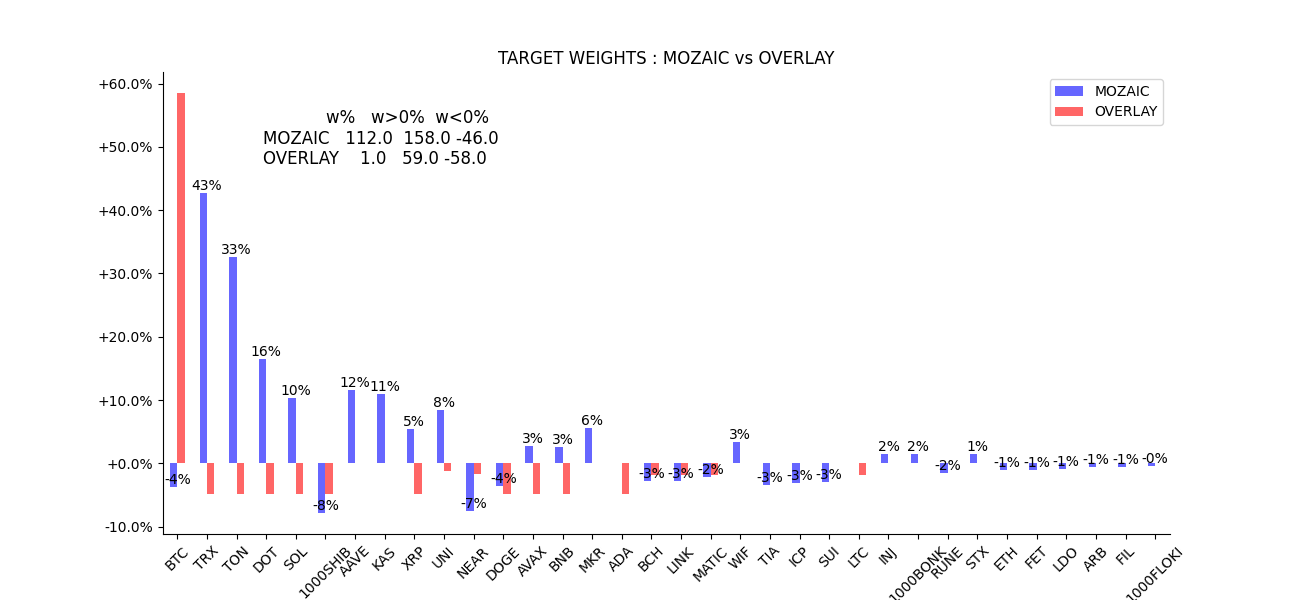 TARGET WEIGHTS : MOZAIC vs OVERLAY
+60.0%
+50.0%
+40.0%
+30.0%
+20.0%
+10.0%
+0.0%
-10.0%
w% w>0% w<0%
MOZAIC 112.0 158.0 -46.0
OVERLAY 1.0 59.0 -58.0
MOZAIC
OVERLAY
-4%
43%
33%
16%
10%
-8%
12%
11%
5%
8%
-7%
-4%
3%
3%
6%
-3%
-3%
-2%
3%
-3%
-3%
-3%
2%
2%
-2%
1%
-1%
-1%
-1%
-1%
-1%
-0%
BTC
TRX
TON
DOT
SOL
1000SHIB
AAVE
KAS
XRP
UNI
NEAR
DOGE
AVAX
BNB
MKR
ADA
BCH
LINK
MATIC
WIF
TIA
ICP
SUI
LTC
INJ
1000BONK
RUNE
STX
ETH
FET
LDO
ARB
FIL
1000FLOKI